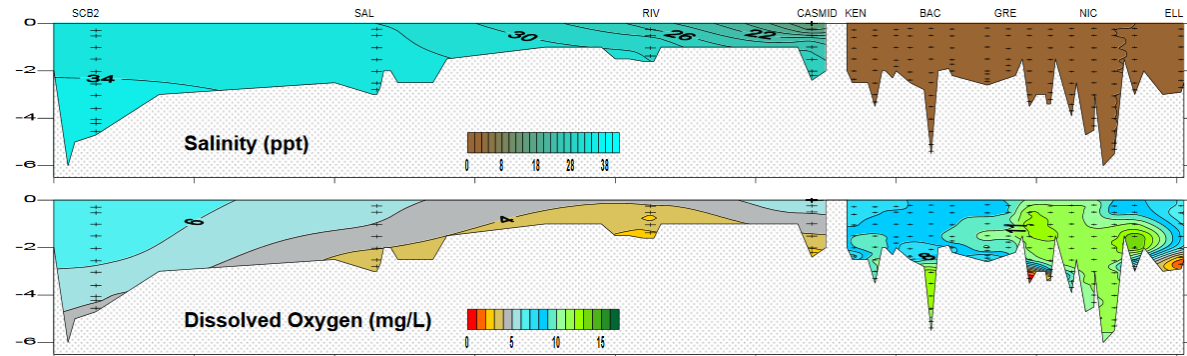 SCB2 SAL RIV CASMID KEN BAC GRE NIC ELL
0
30 26 22
-2
34
-4
Salinity (ppt)
0 8 18 28 38
-6
0
6 4
-2
8
-4
Dissolved Oxygen (mg/L)
0 5 10 15
-6